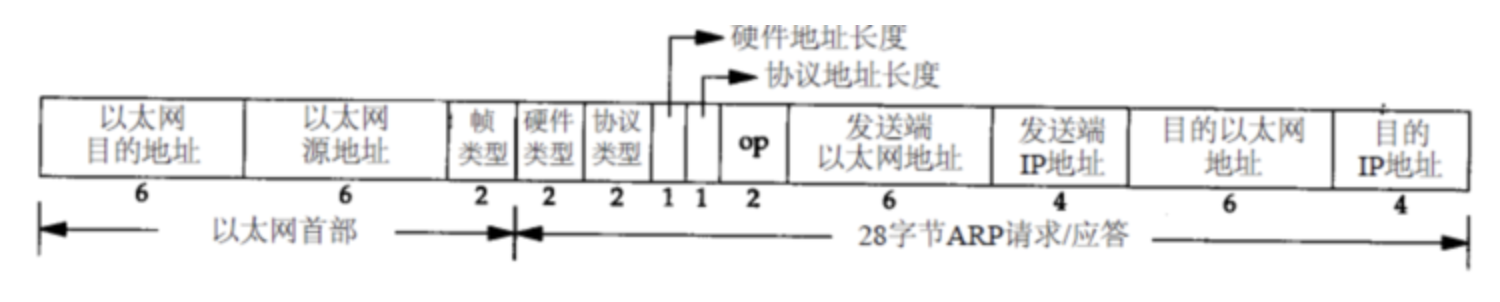 硬件地址长度
协议地址长度
以太网
目的地址
以太网
源地址
帧
类型
硬件
类型
协议
类型
op
发送端
以太网地址
发送端
IP地址
目的以太网
地址
目的
IP地址
6
6
2
2
2
1
1
2
6
4
6
4
以太网首部
28字节ARP请求/应答